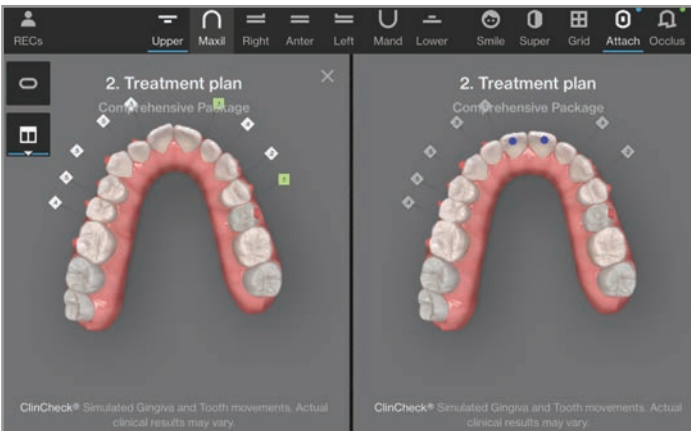 RECs Upper Maxil Right Anter Left Mand Lower Smile Super Grid Attach Occlus
2. Treatment plan
Comprehensive Package
ClinCheck® Simulated Gingiva and Tooth movements. Actual
clinical results may vary.
2. Treatment plan
Comprehensive Package
ClinCheck® Simulated Gingiva and Tooth movements. Actual
clinical results may vary.